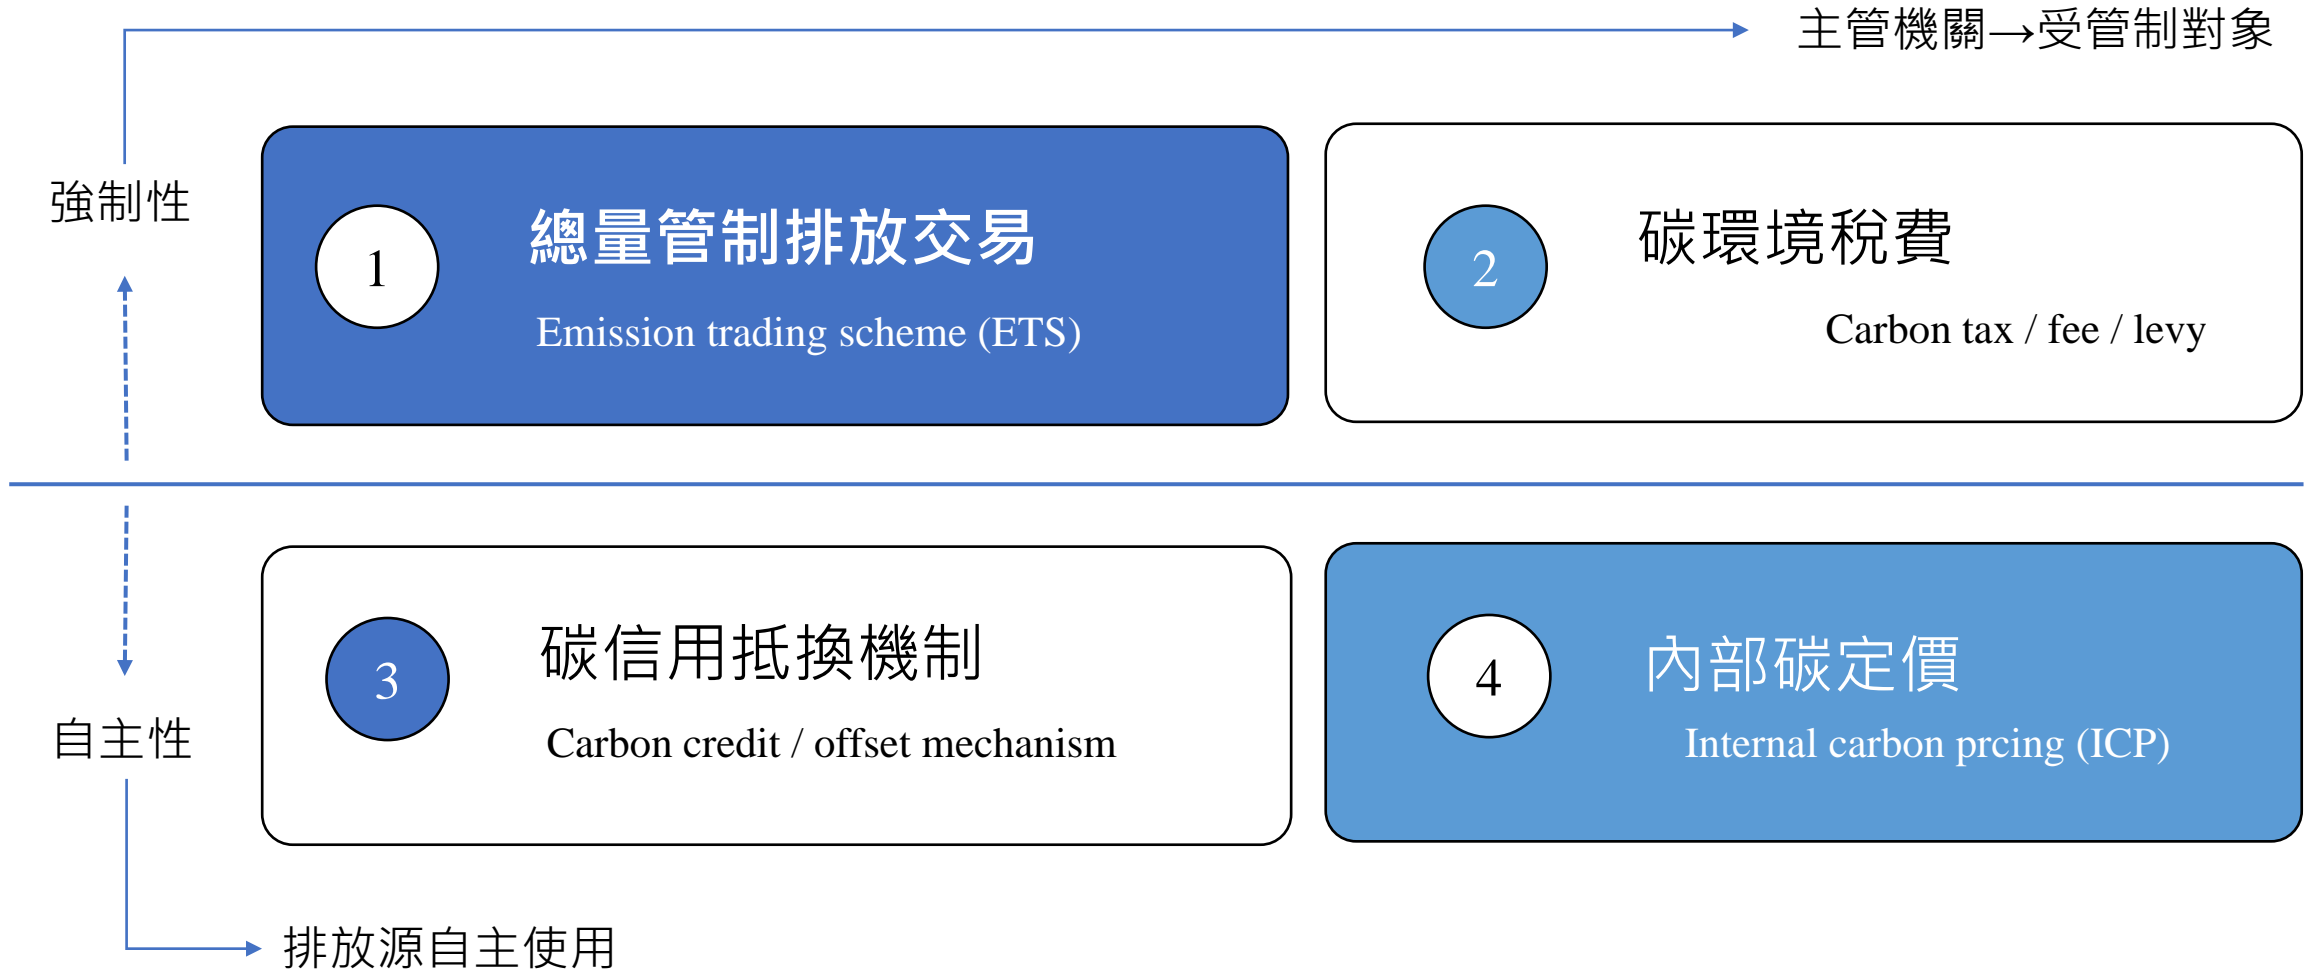 主管機關→受管制對象
強制性
1
總量管制排放交易
Emission trading scheme (ETS)
2
碳環境稅費
Carbon tax / fee / levy
3
碳信用抵換機制
Carbon credit / offset mechanism
4
內部碳定價
Internal carbon prcing (ICP)
自主性
排放源自主使用